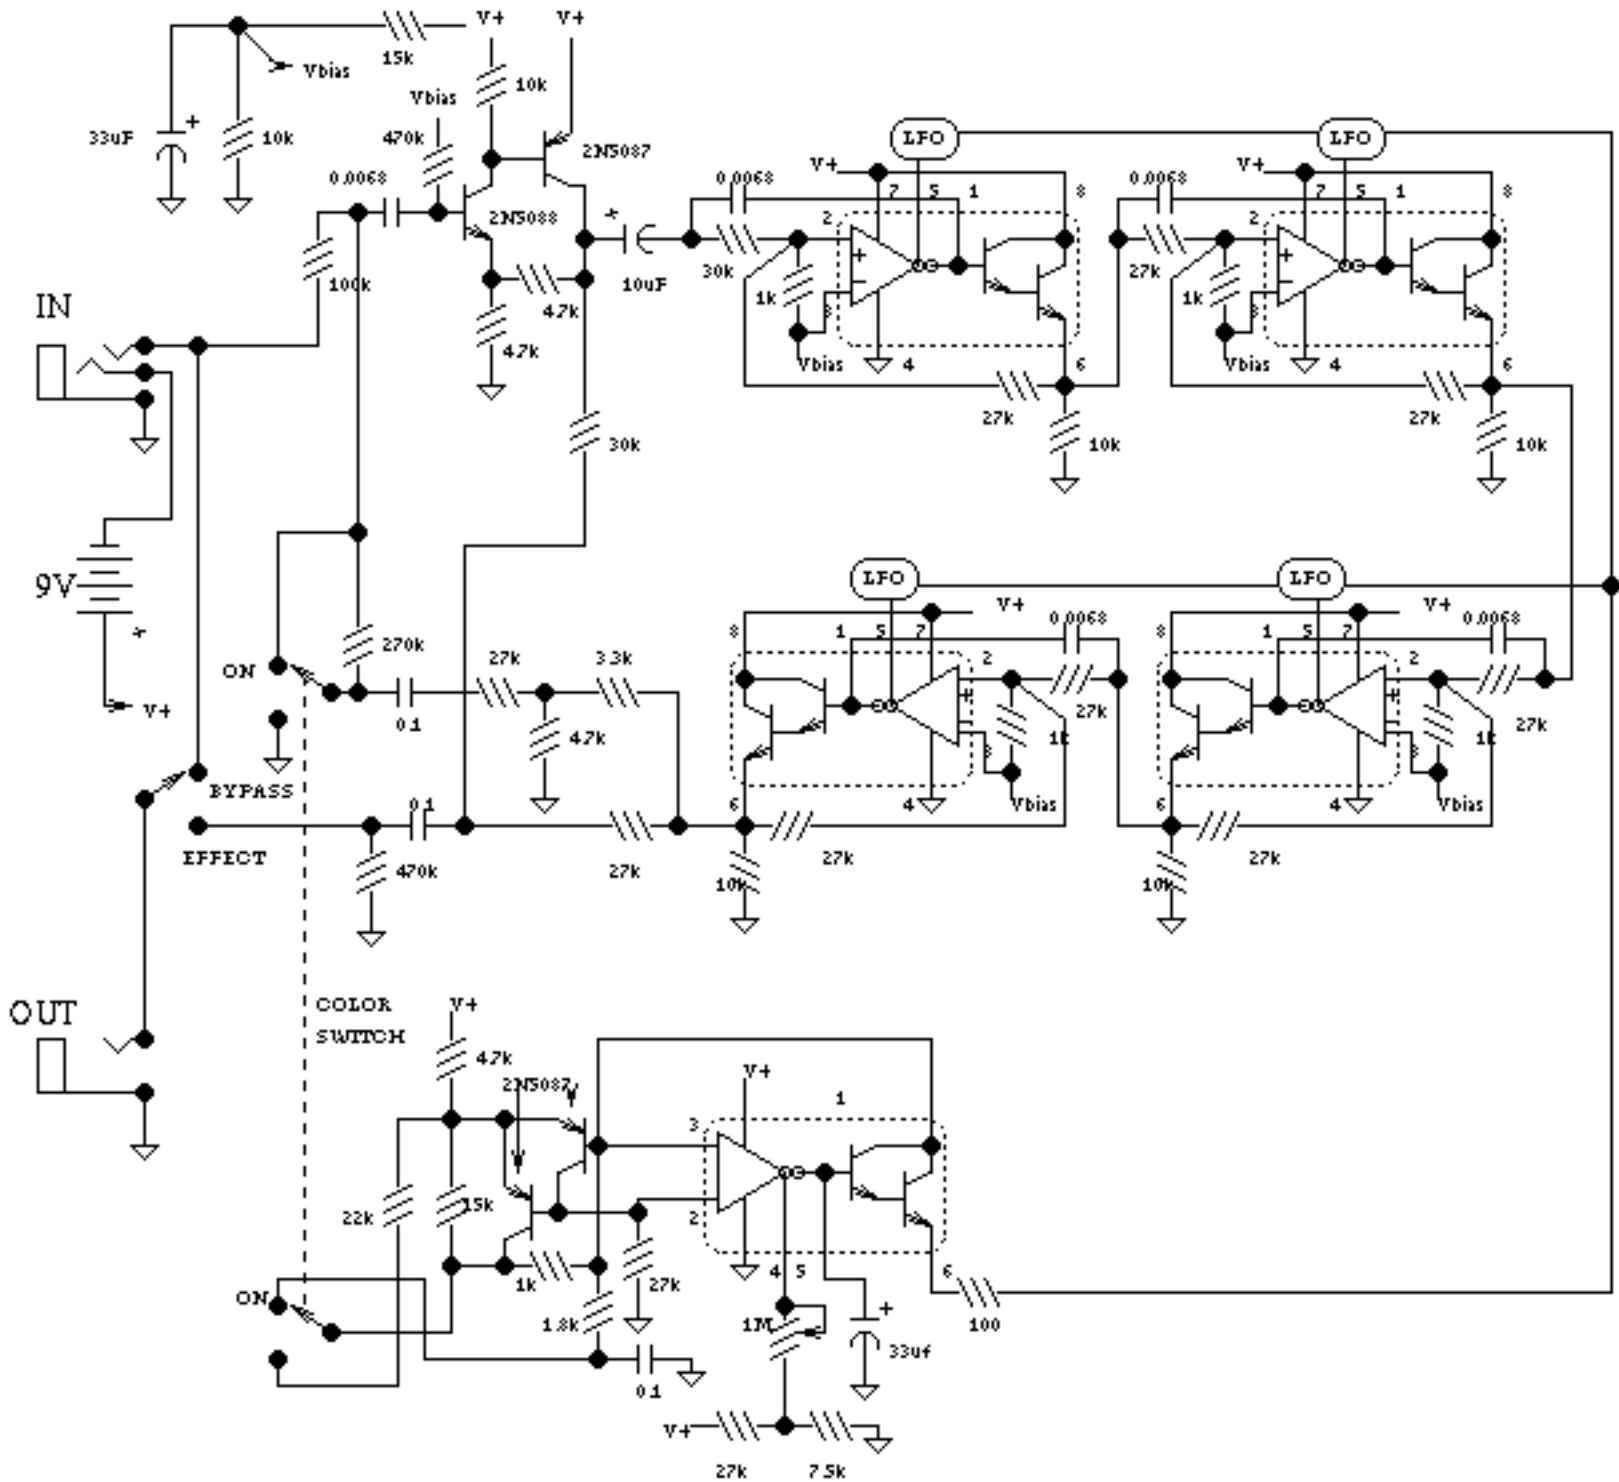 V+ V+
15k
Vbias
10k
Vbias
33uF + 10k
470k
2N5087
LFO LFO
V+ V+
0.0068 0.0068 0.0068
7 5 1 8 7 5 1 8
2N5088
+
2 2
100k
10uF
30k 27k
+ +
- -
4.7k
1k 1k
3 3
IN
4.7k
Vbias 4 6 Vbias 4 6
27k 27k
30k 10k 10k
9V
+
V+
LFO LFO
V+ V+
8 1 5 7 0.0068 8 1 5 7 0.0068
270k
ON
27k 3.3k
2 2
+ +
- -
0.1
4.7k
27k 27k
1k 1k
3 3
BYPASS
0.1
6 4 Vbias 6 4 Vbias
EFFECT
470k 27k 27k 27k
10k 10k
OUT
COLOR
SWITCH
V+
4.7k
2N5087
V+
1
3
22k 15k
2
ON
1k 27k
4 5 6
1.8k
1M + 100
33uf
0.1
V+
27k 7.5k